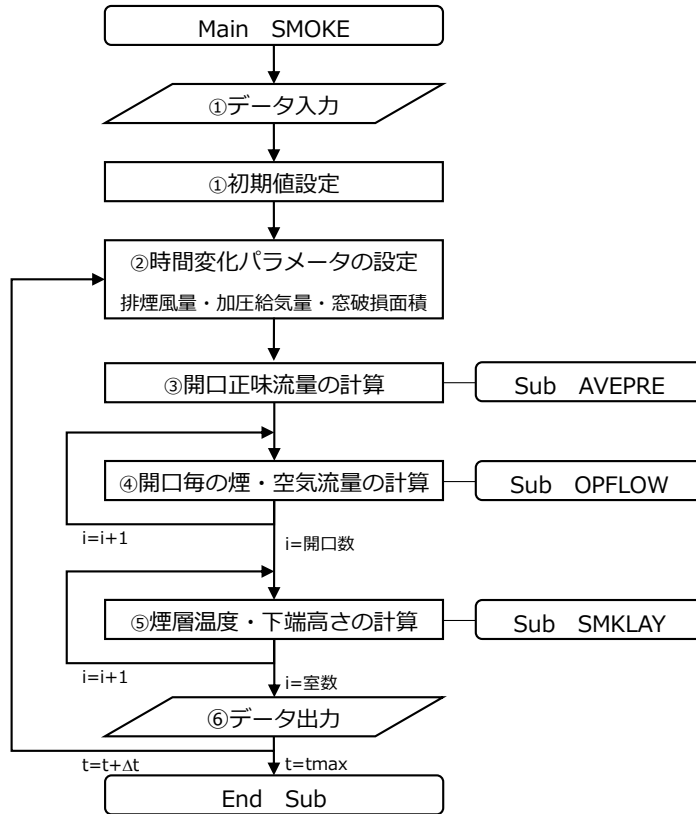 Main SMOKE
①データ入力
①初期値設定
②時間変化パラメータの設定
排煙風量・加圧給気量・窓破損面積
③開口正味流量の計算
Sub AVEPRE
④開口毎の煙・空気流量の計算
Sub OPFLOW
i=i+1
i=開口数
⑤煙層温度・下端高さの計算
Sub SMKLAY
i=i+1
i=室数
⑥データ出力
t=t+Δt
t=tmax
End Sub